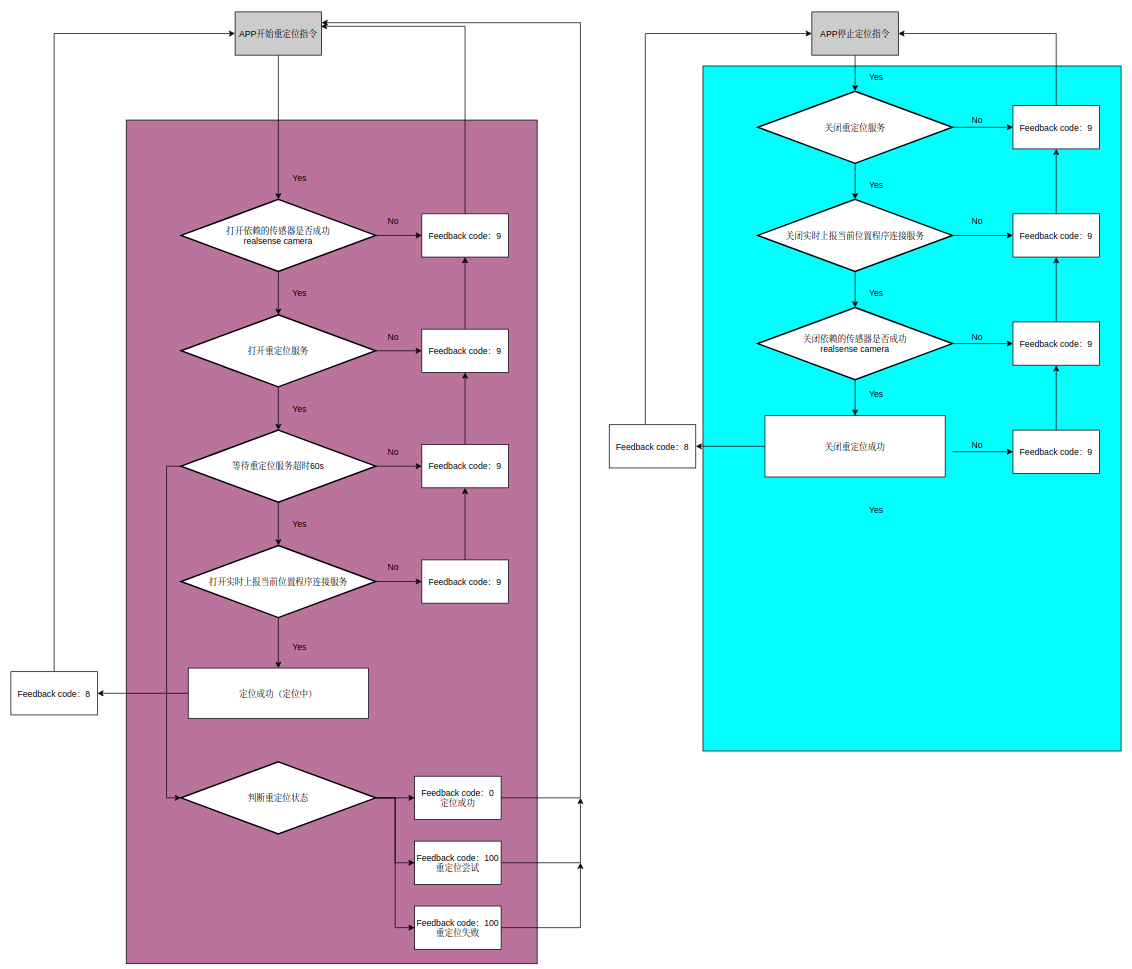 APP开始重定位指令
Yes
打开依赖的传感器是否成功
realsense camera
No
Feedback code：9
Yes
打开重定位服务
No
Feedback code：9
Yes
等待重定位服务超时60s
No
Feedback code：9
Yes
打开实时上报当前位置程序连接服务
No
Feedback code：9
Yes
定位成功（定位中）
Feedback code：8
判断重定位状态
Feedback code：0
定位成功
Feedback code：100
重定位尝试
Feedback code：100
重定位失败
APP停止定位指令
Yes
关闭重定位服务
No
Feedback code：9
Yes
关闭实时上报当前位置程序连接服务
No
Feedback code：9
Yes
关闭依赖的传感器是否成功
realsense camera
No
Feedback code：9
Yes
关闭重定位成功
No
Feedback code：9
Feedback code：8
Yes